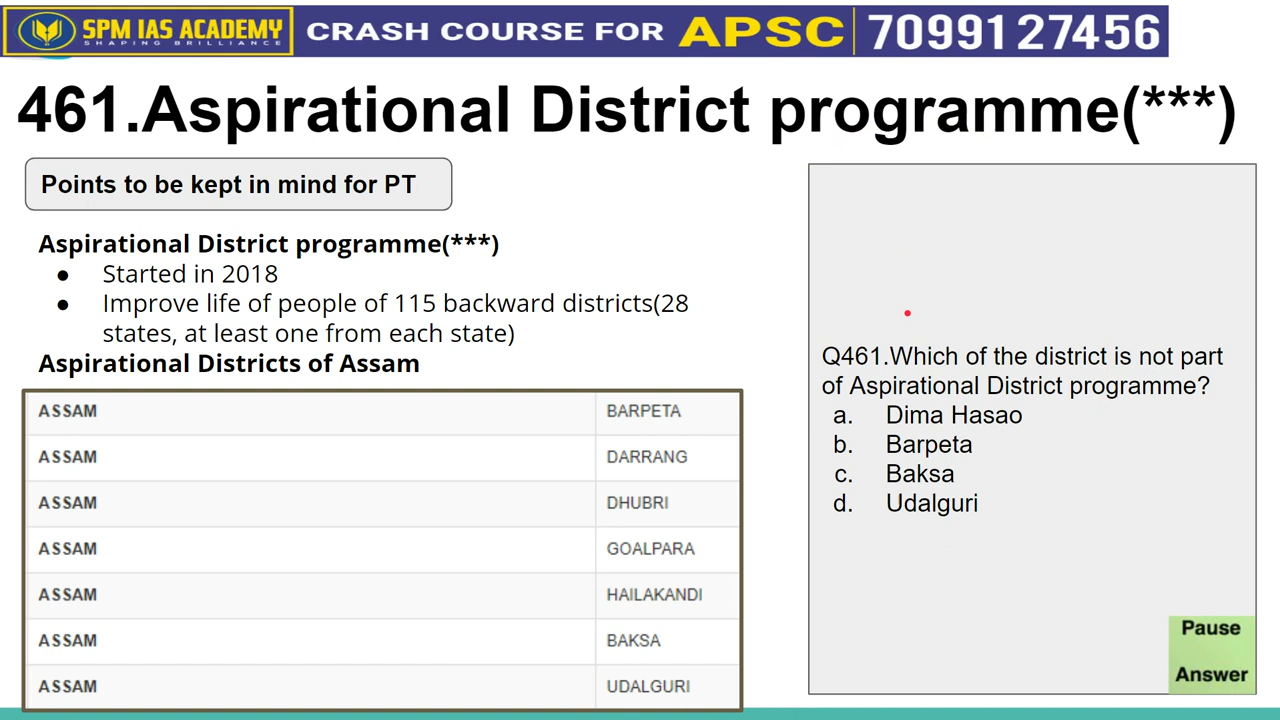 SPM IAS ACADEMY
SHAPING BRILLIANCE
CRASH COURSE FOR APSC 7099127456
461.Aspirational District programme(***)
Points to be kept in mind for PT
Aspirational District programme(***)
● Started in 2018
● Improve life of people of 115 backward districts(28
states, at least one from each state)
Aspirational Districts of Assam
ASSAM BARPETA
ASSAM DARRANG
ASSAM DHUBRI
ASSAM GOALPARA
ASSAM HAILAKANDI
ASSAM BAKSA
ASSAM UDALGURI
Q461.Which of the district is not part
of Aspirational District programme?
a. Dima Hasao
b. Barpeta
c. Baksa
d. Udalguri
Pause
Answer